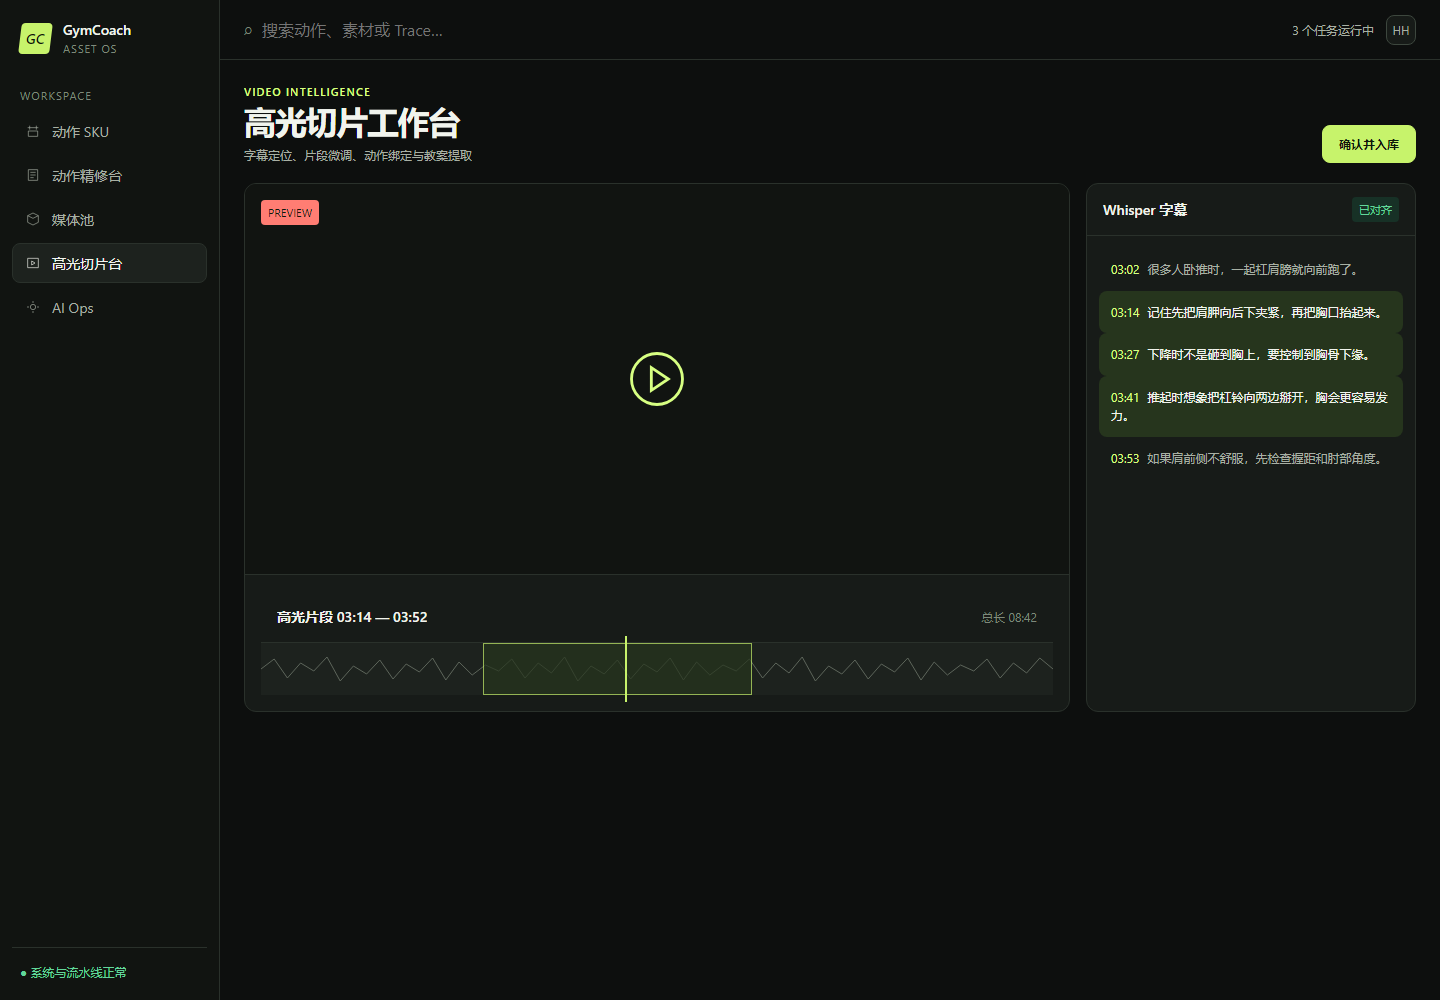 GC
GymCoach
ASSET OS
WORKSPACE
动作 SKU
动作精修台
媒体池
高光切片台
AI Ops
系统与流水线正常
搜索动作、素材或 Trace...
3 个任务运行中
HH
VIDEO INTELLIGENCE
高光切片工作台
字幕定位、片段微调、动作绑定与教案提取
确认并入库
PREVIEW
高光片段 03:14 — 03:52
总长 08:42
Whisper 字幕
已对齐
03:02 很多人卧推时，一起杠肩膀就向前跑了。
03:14 记住先把肩胛向后下夹紧，再把胸口抬起来。
03:27 下降时不是砸到胸上，要控制到胸骨下缘。
03:41 推起时想象把杠铃向两边掰开，胸会更容易发
力。
03:53 如果肩前侧不舒服，先检查握距和肘部角度。